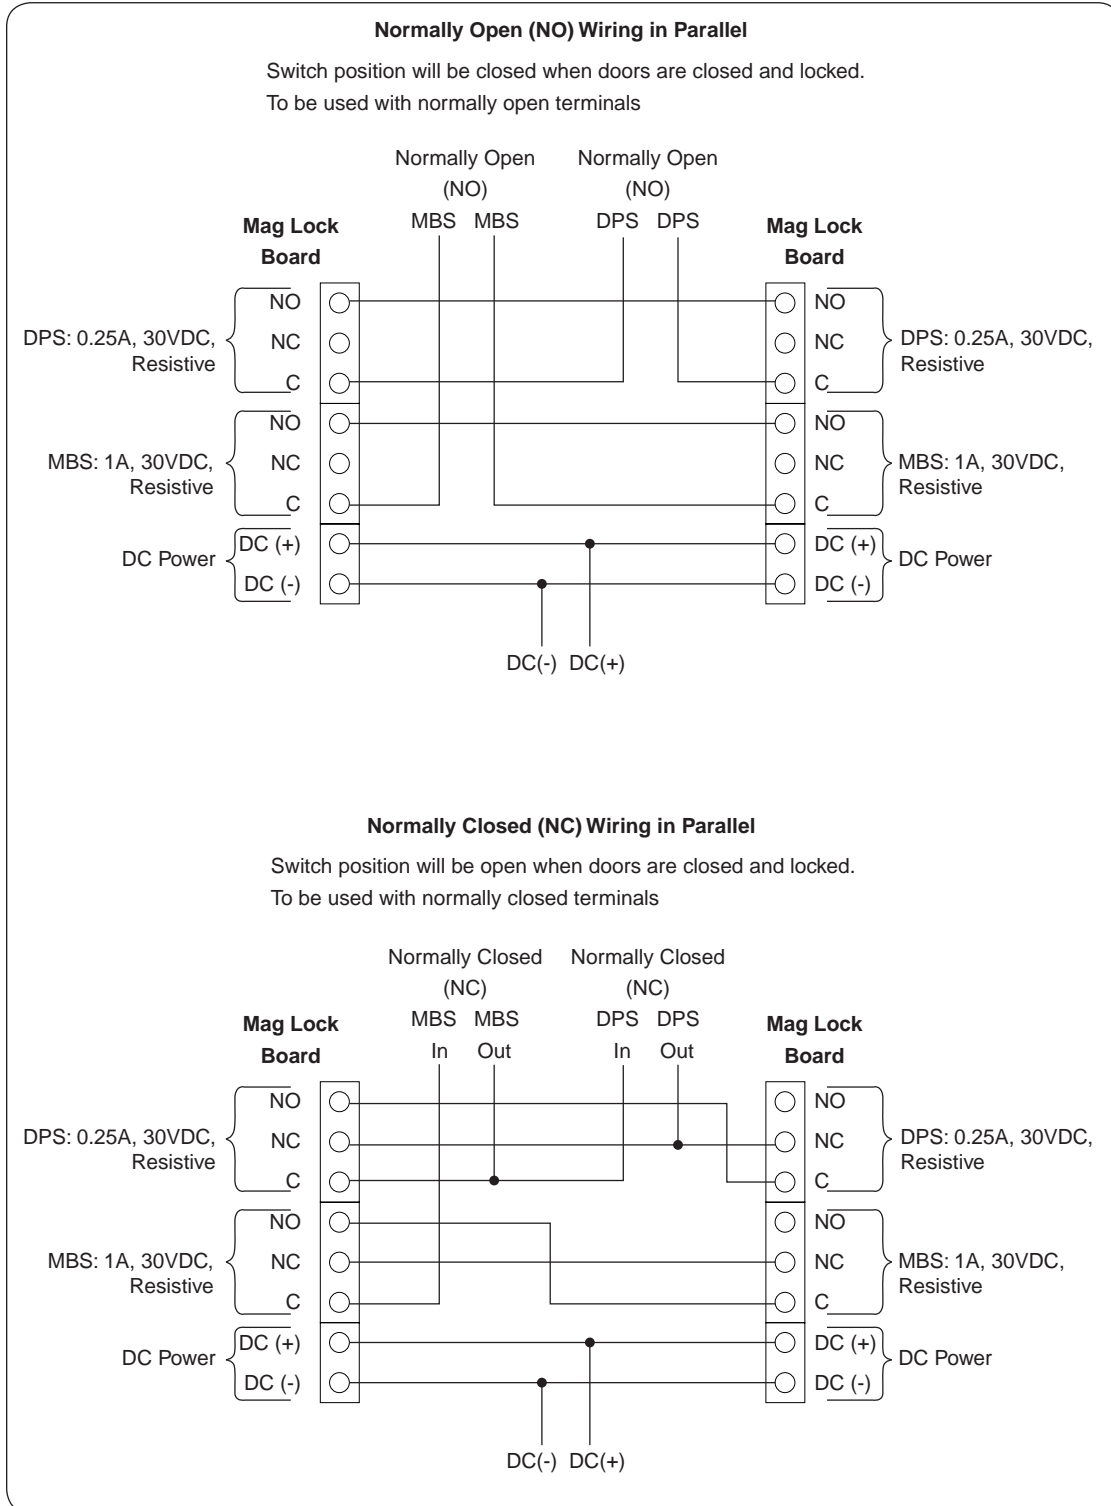 Normally Open (NO) Wiring in Parallel
Switch position will be closed when doors are closed and locked.
To be used with normally open terminals
Normally Open Normally Open
(NO) (NO)
MBS MBS DPS DPS
Mag Lock Mag Lock
Board Board
NO NO
DPS: 0.25A, 30VDC, NC NC DPS: 0.25A, 30VDC,
Resistive Resistive
C C
NO NO
MBS: 1A, 30VDC, NC NC MBS: 1A, 30VDC,
Resistive Resistive
C C
DC (+) DC (+)
DC Power DC Power
DC (-) DC (-)
DC(-) DC(+)
Normally Closed (NC) Wiring in Parallel
Switch position will be open when doors are closed and locked.
To be used with normally closed terminals
Normally Closed Normally Closed
(NC) (NC)
MBS MBS DPS DPS
Mag Lock Mag Lock
In Out In Out
Board Board
NO NO
DPS: 0.25A, 30VDC, NC NC DPS: 0.25A, 30VDC,
Resistive Resistive
C C
NO NO
MBS: 1A, 30VDC, NC NC MBS: 1A, 30VDC,
Resistive Resistive
C C
DC (+) DC (+)
DC Power DC Power
DC (-) DC (-)
DC(-) DC(+)